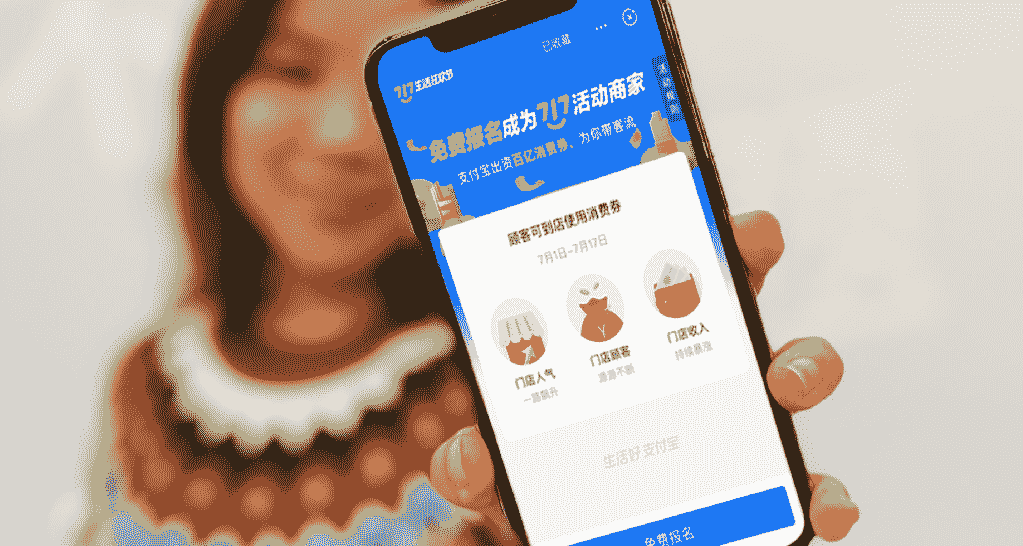 已收藏
717生活狂欢节
免费报名成为717活动商家
支付宝出资百亿消费券、为你带客流
顾客可到店使用消费券
7月1日-7月17日
门店人气 门店顾客 门店收入
一路飙升 源源不断 持续暴涨
生活好 支付宝
免费报名